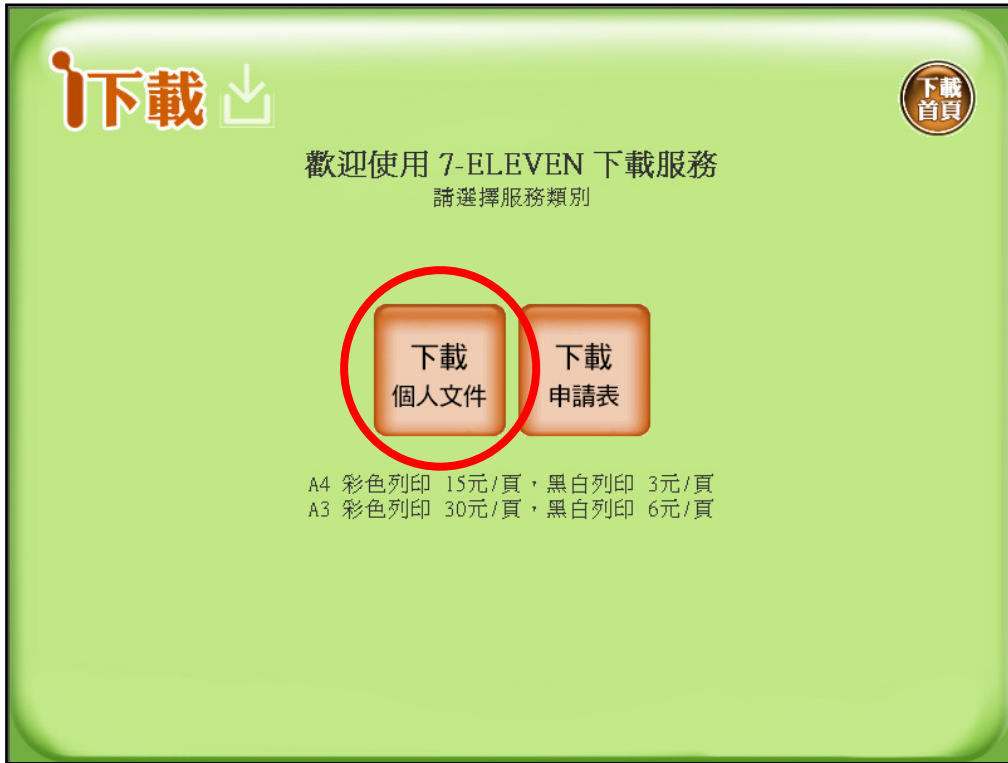 下載
下載
首頁
歡迎使用 7-ELEVEN 下載服務
請選擇服務類別
下載
個人文件
下載
申請表
A4 彩色列印 15元/頁，黑白列印 3元/頁
A3 彩色列印 30元/頁，黑白列印 6元/頁